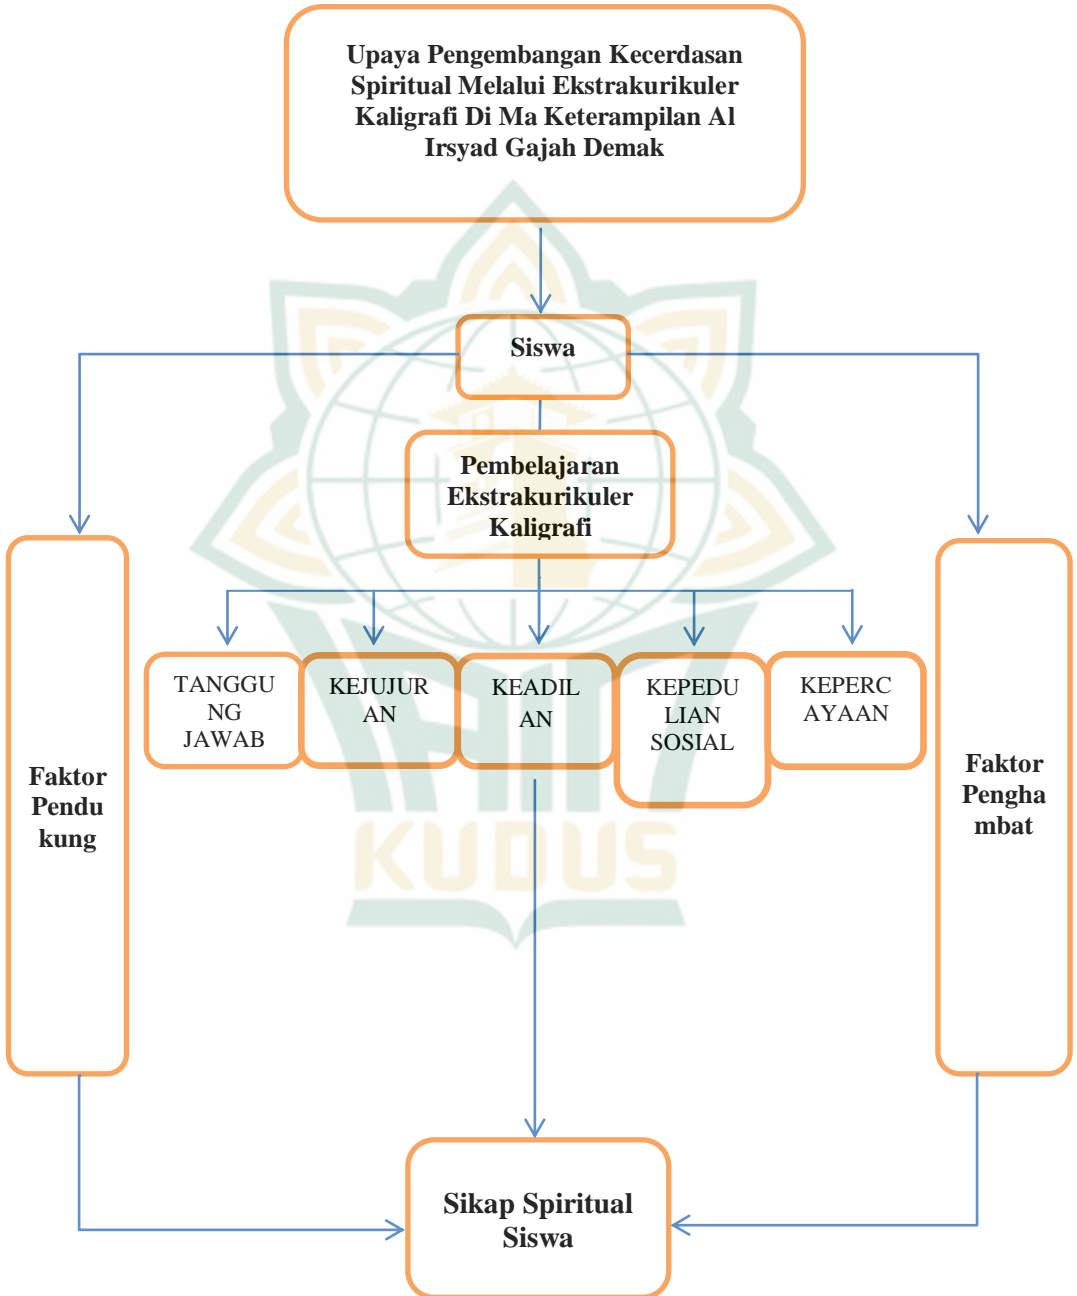 Upaya Pengembangan Kecerdasan
Spiritual Melalui Ekstrakurikuler
Kaligrafi Di Ma Keterampilan Al
Irsyad Gajah Demak
Siswa
Pembelajaran
Ekstrakurikuler
Kaligrafi
TANGGU
NG
JAWAB
KEJUJUR
AN
KEADIL
AN
KEPEDU
LIAN
SOSIAL
KEPERC
AYAAN
Faktor
Pendu
kung
Faktor
Pengha
mbat
KUDUS
Sikap Spiritual
Siswa